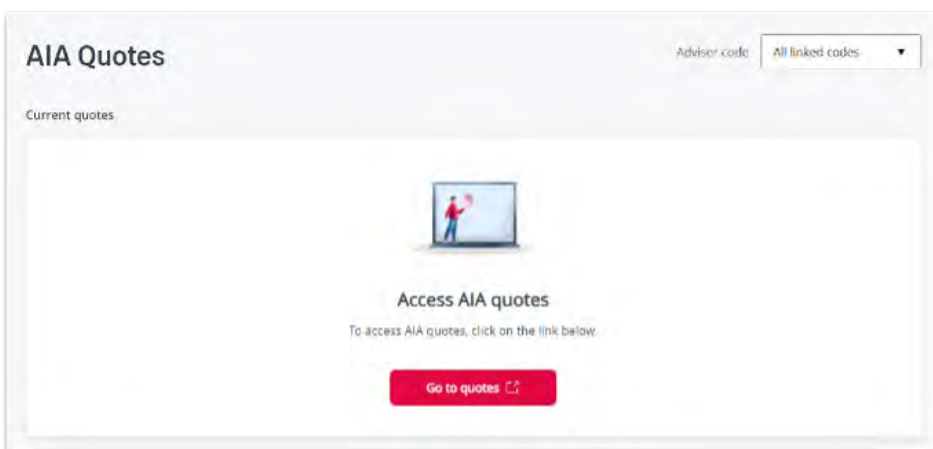 AIA Quotes
Adviser code
All linked codes
Current quotes
Access AIA quotes
To access AIA quotes, click on the link below.
Go to quotes